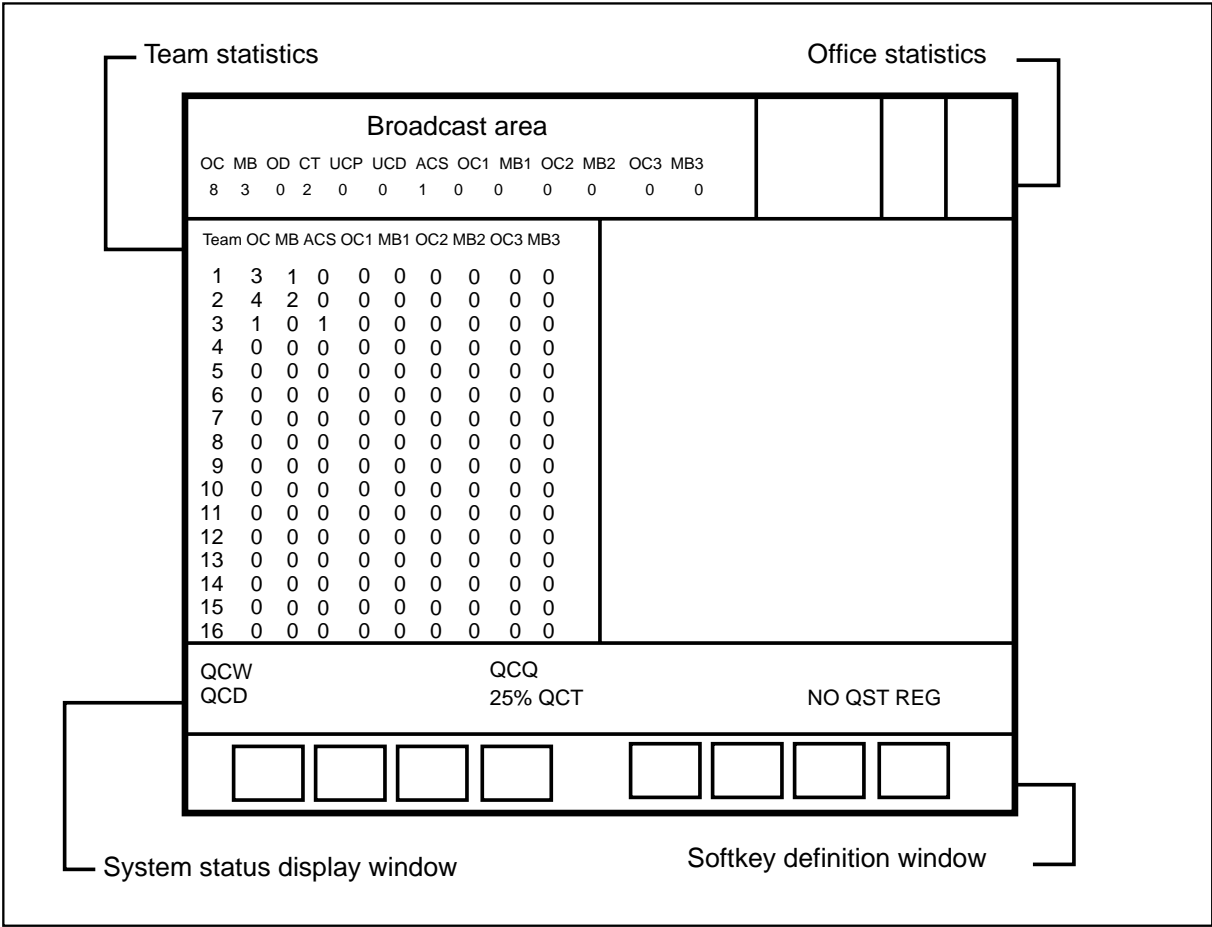 Team statistics
Office statistics
Broadcast area
OC MB OD CT UCP UCD ACS OC1 MB1 OC2 MB2 OC3 MB3
8 3 0 2 0 0 1 0 0 0 0 0 0
Team OC MB ACS OC1 MB1 OC2 MB2 OC3 MB3
1 3 1 0 0 0 0 0 0 0
2 4 2 0 0 0 0 0 0 0
3 1 0 1 0 0 0 0 0 0
4 0 0 0 0 0 0 0 0 0
5 0 0 0 0 0 0 0 0 0
6 0 0 0 0 0 0 0 0 0
7 0 0 0 0 0 0 0 0 0
8 0 0 0 0 0 0 0 0 0
9 0 0 0 0 0 0 0 0 0
10 0 0 0 0 0 0 0 0 0
11 0 0 0 0 0 0 0 0 0
12 0 0 0 0 0 0 0 0 0
13 0 0 0 0 0 0 0 0 0
14 0 0 0 0 0 0 0 0 0
15 0 0 0 0 0 0 0 0 0
16 0 0 0 0 0 0 0 0 0
QCW QCQ
QCD 25% QCT NO QST REG
System status display window
Softkey definition window